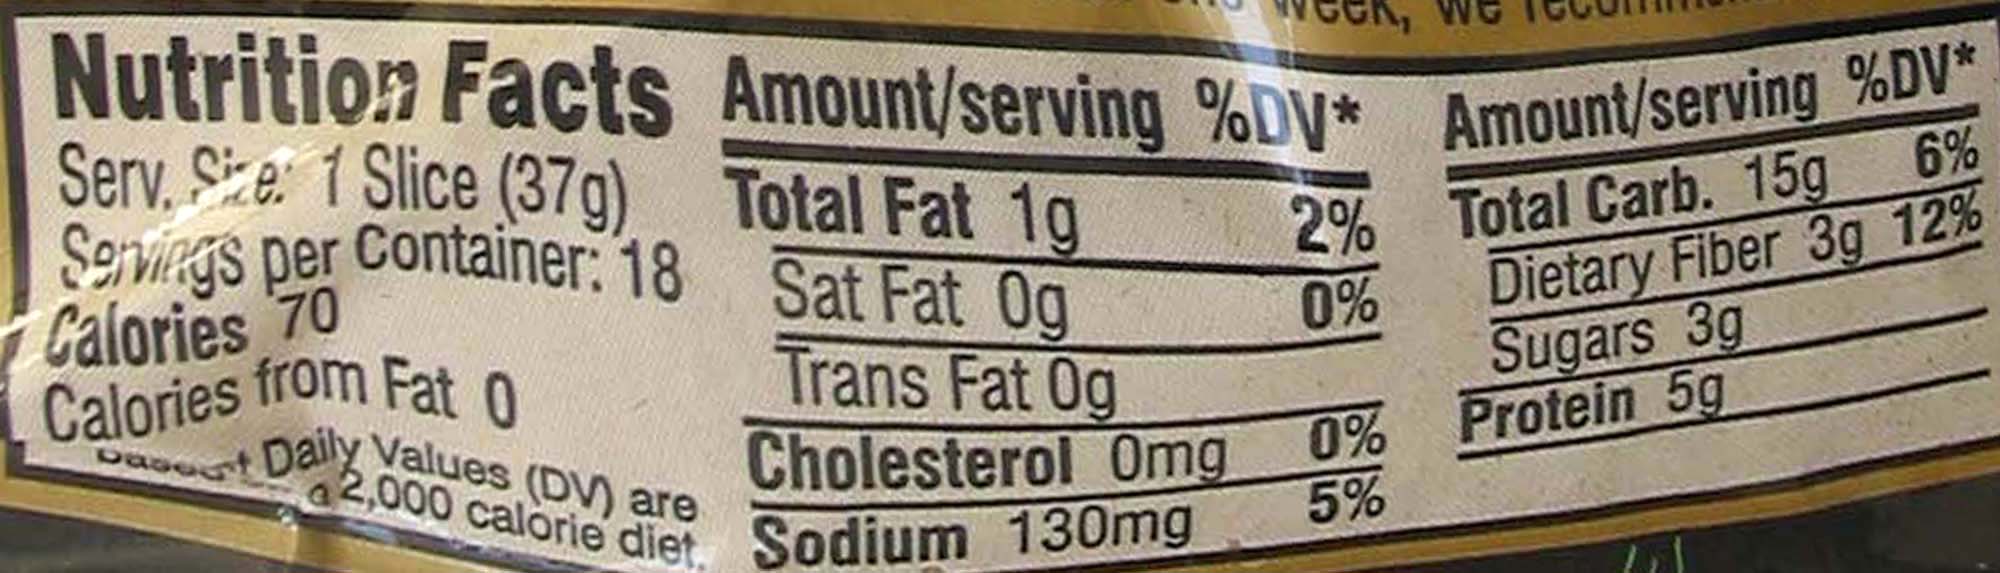 week, we
Nutrition Facts
Serv. Size: 1 Slice (37g)
Servings per Container: 18
Calories 70
Calories from Fat 0
Daily Values (DV) are
a 2,000 calorie diet.
Amount/serving %DV*
Total Fat 1g 2%
Sat Fat 0g 0%
Trans Fat 0g
Cholesterol 0mg 0%
Sodium 130mg 5%
Amount/serving %DV*
Total Carb. 15g 6%
Dietary Fiber 3g 12%
Sugars 3g
Protein 5g